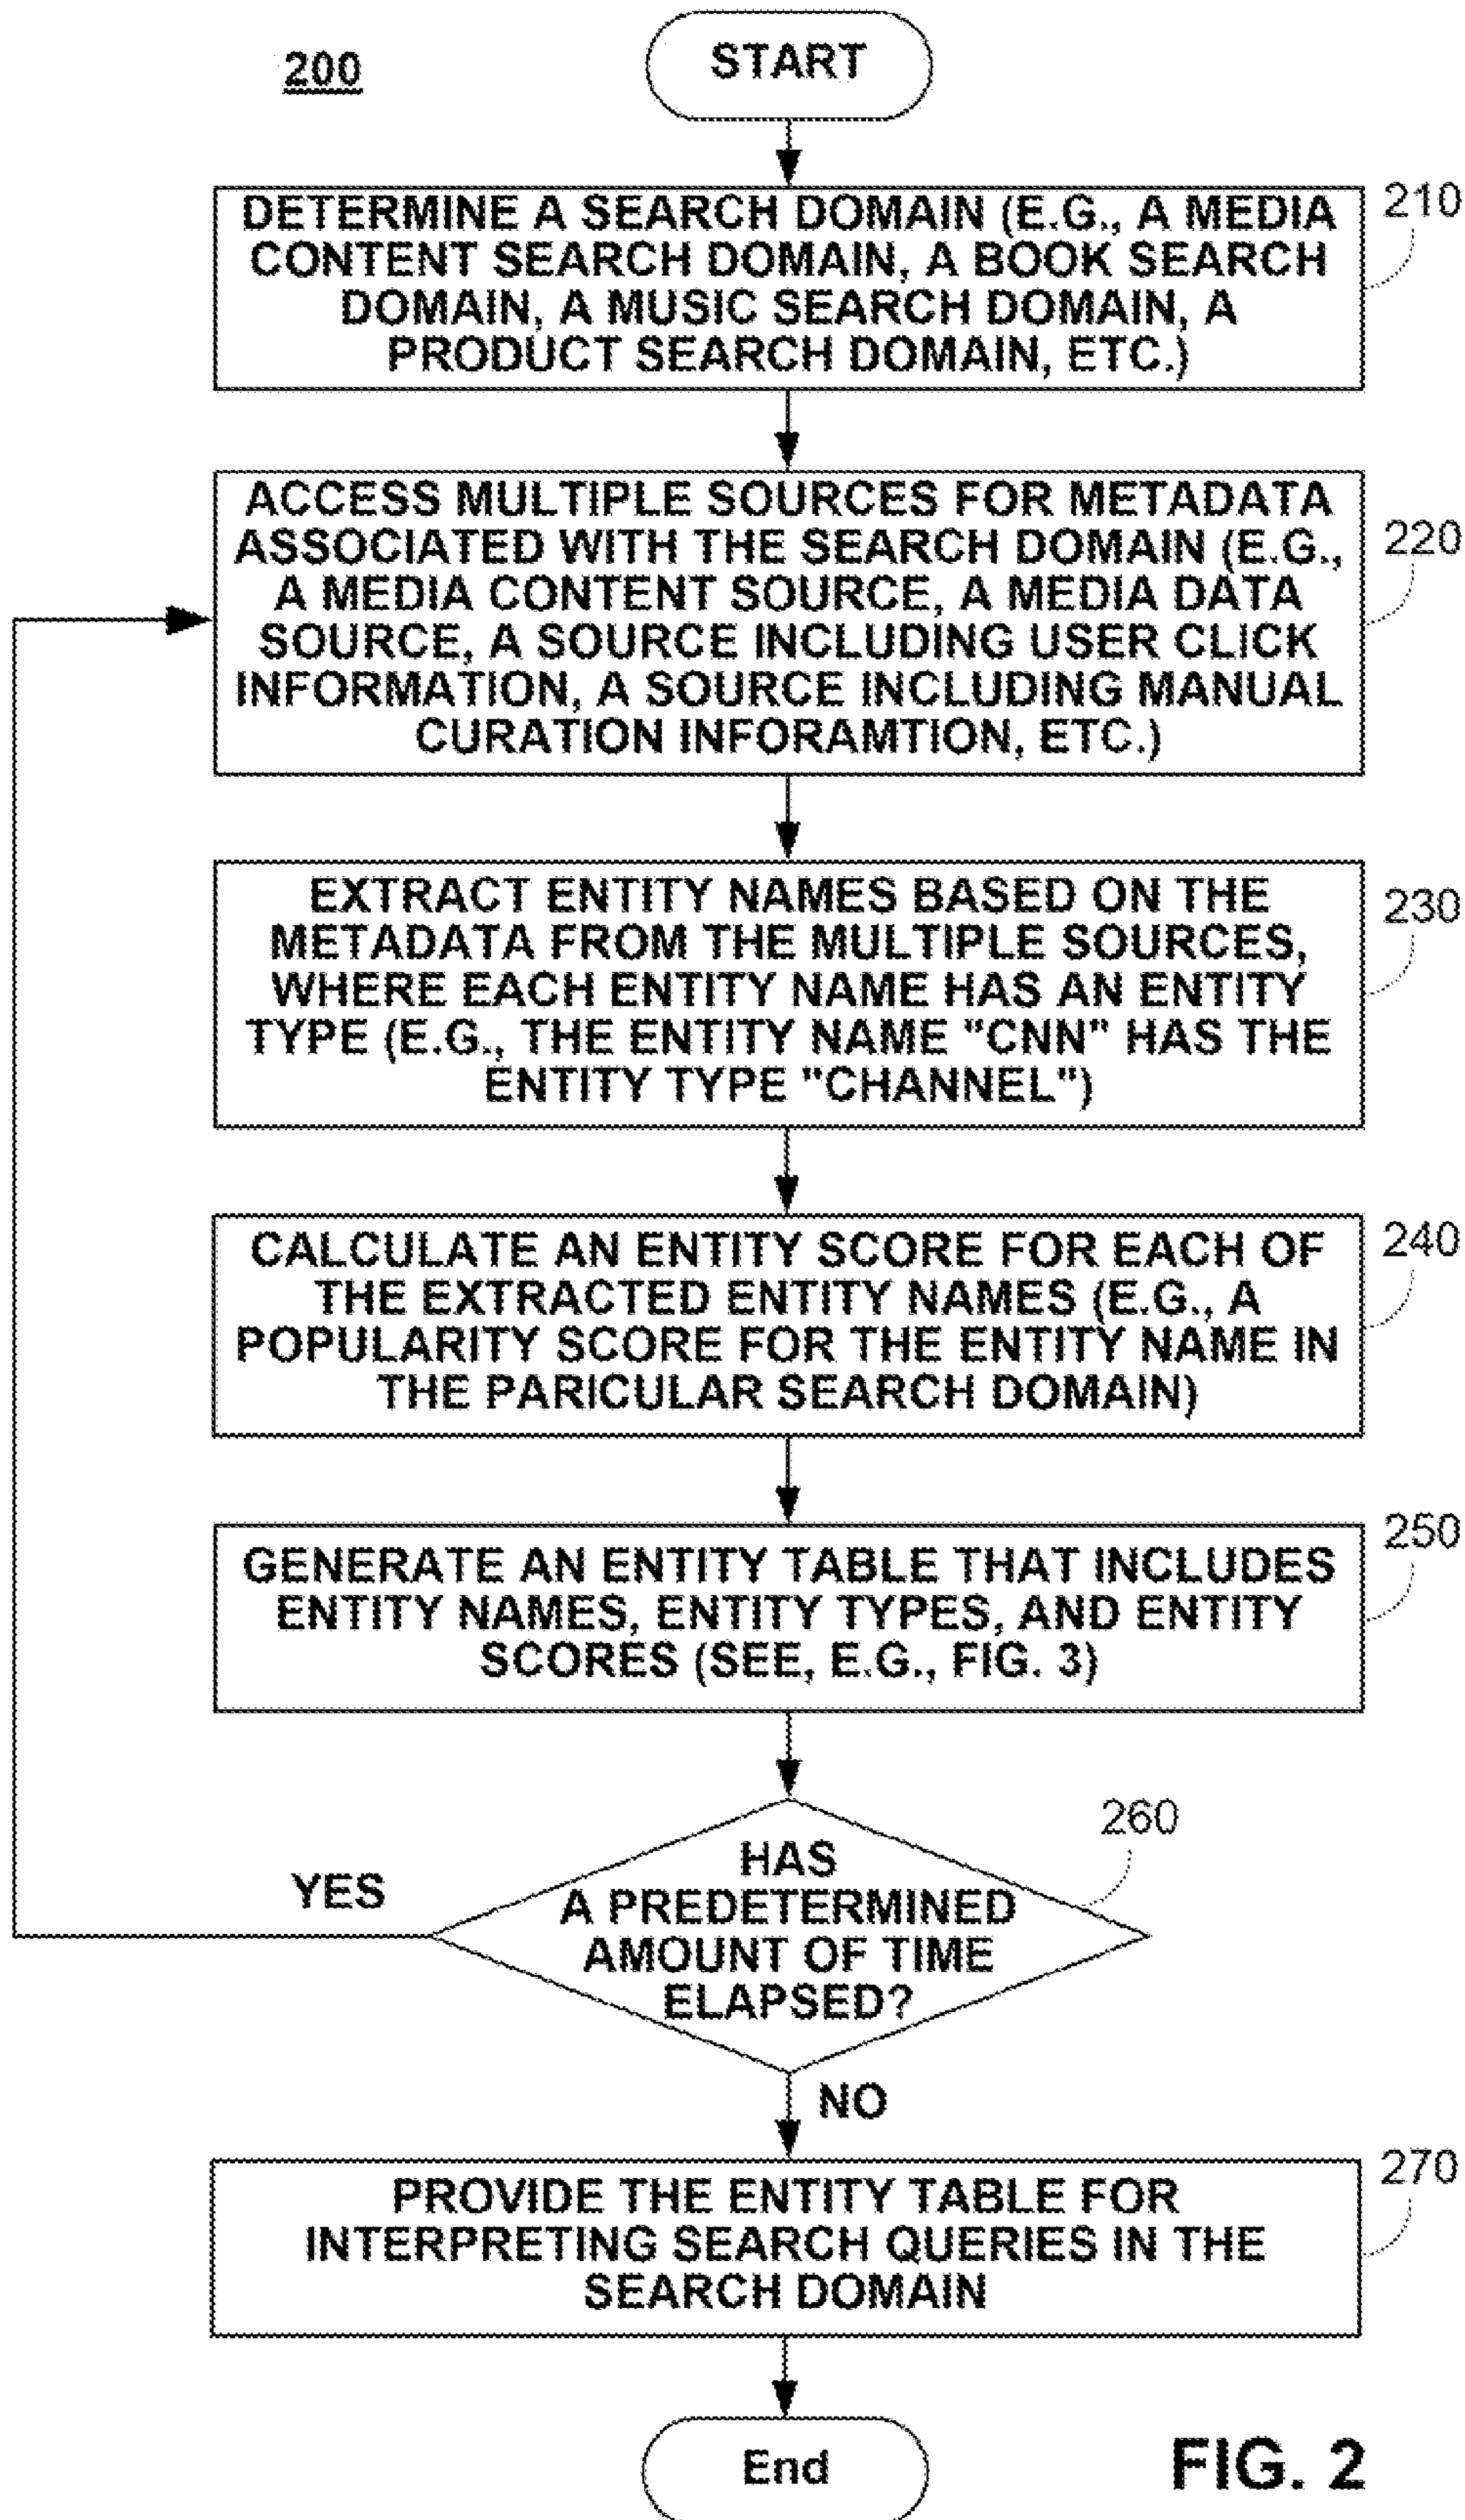 200
START
210
DETERMINE A SEARCH DOMAIN (E.G., A MEDIA
CONTENT SEARCH DOMAIN, A BOOK SEARCH
DOMAIN, A MUSIC SEARCH DOMAIN, A
PRODUCT SEARCH DOMAIN, ETC.)
220
ACCESS MULTIPLE SOURCES FOR METADATA
ASSOCIATED WITH THE SEARCH DOMAIN (E.G.,
A MEDIA CONTENT SOURCE, A MEDIA DATA
SOURCE, A SOURCE INCLUDING USER CLICK
INFORMATION, A SOURCE INCLUDING MANUAL
CURATION INFORAMTION, ETC.)
230
EXTRACT ENTITY NAMES BASED ON THE
METADATA FROM THE MULTIPLE SOURCES,
WHERE EACH ENTITY NAME HAS AN ENTITY
TYPE (E.G., THE ENTITY NAME "CNN" HAS THE
ENTITY TYPE "CHANNEL")
240
CALCULATE AN ENTITY SCORE FOR EACH OF
THE EXTRACTED ENTITY NAMES (E.G., A
POPULARITY SCORE FOR THE ENTITY NAME IN
THE PARICULAR SEARCH DOMAIN)
250
GENERATE AN ENTITY TABLE THAT INCLUDES
ENTITY NAMES, ENTITY TYPES, AND ENTITY
SCORES (SEE, E.G., FIG. 3)
260
HAS
A PREDETERMINED
AMOUNT OF TIME
ELAPSED?
YES
NO
270
PROVIDE THE ENTITY TABLE FOR
INTERPRETING SEARCH QUERIES IN THE
SEARCH DOMAIN
End
FIG. 2